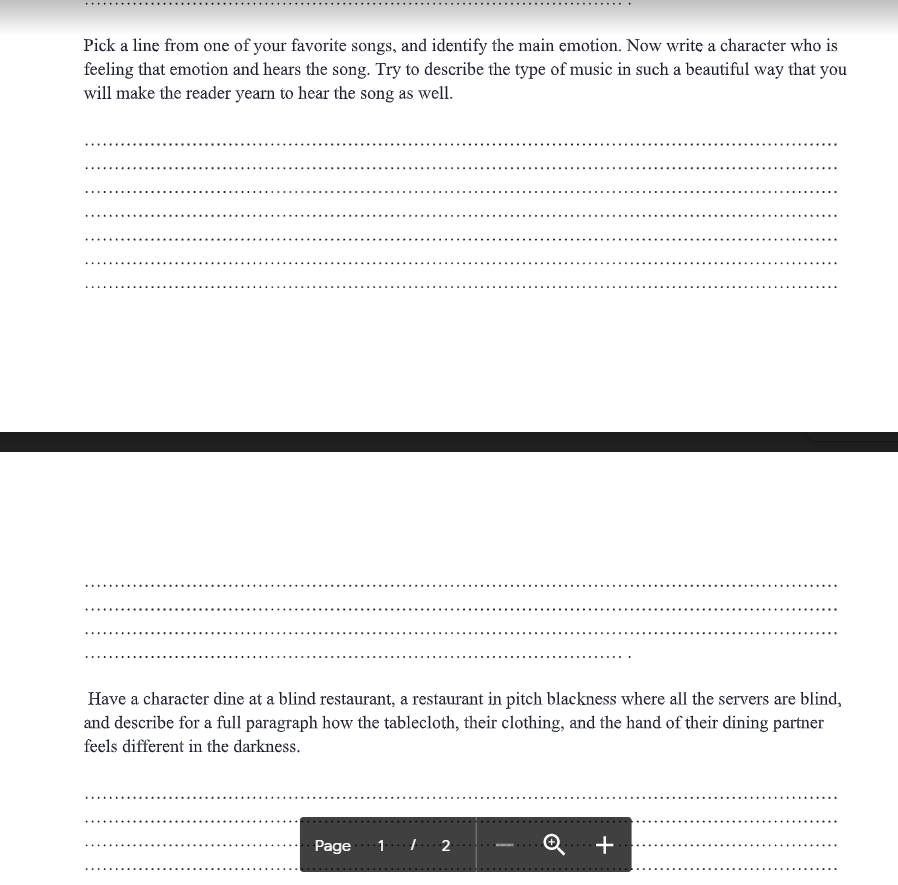 Pick a line from one of your favorite songs, and identify the main emotion. Now write a character who is
feeling that emotion and hears the song. Try to describe the type of music in such a beautiful way that you
will make the reader yearn to hear the song as well.
Have a character dine at a blind restaurant, a restaurant in pitch blackness where all the servers are blind,
and describe for a full paragraph how the tablecloth, their clothing, and the hand of their dining partner
feels different in the darkness.
Page 1 / 2